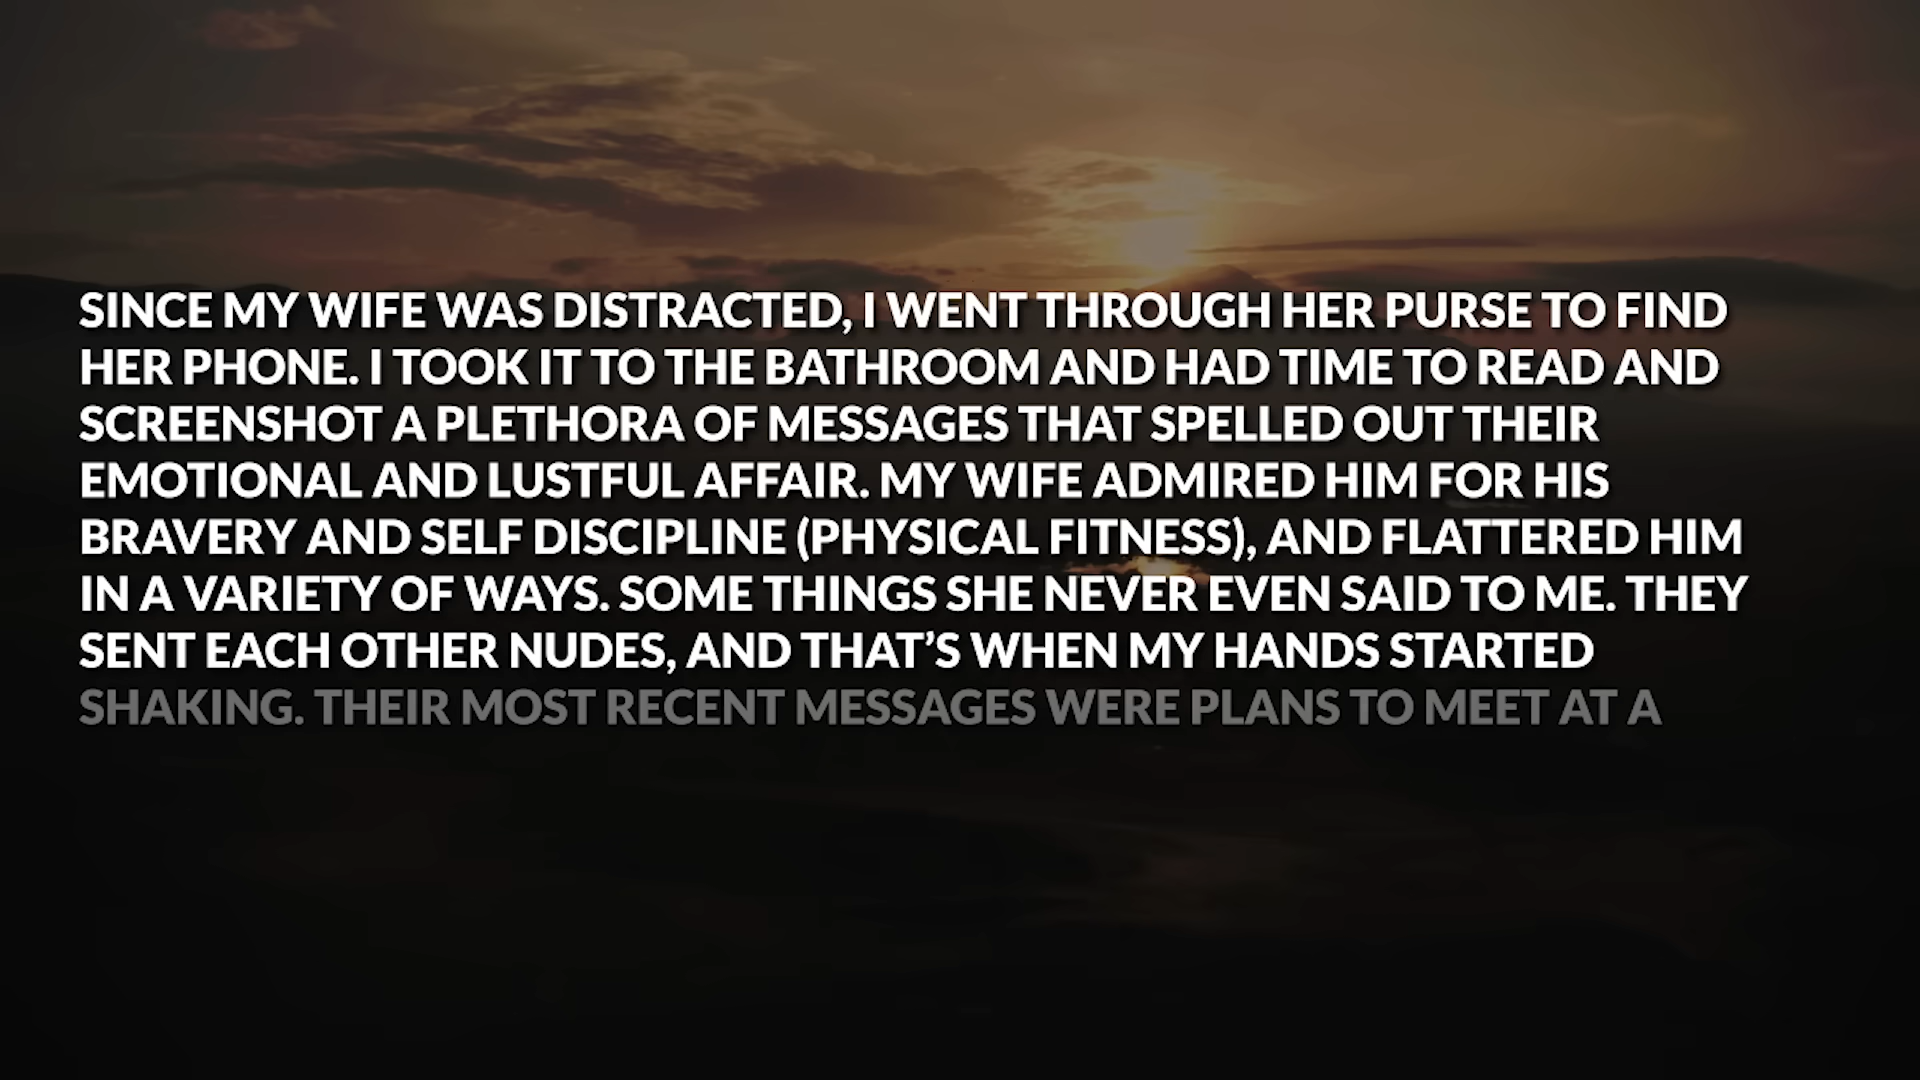 SINCE MY WIFE WAS DISTRACTED, I WENT THROUGH HER PURSE TO FIND
HER PHONE. I TOOK IT TO THE BATHROOM AND HAD TIME TO READ AND
SCREENSHOT A PLETHORA OF MESSAGES THAT SPELLED OUT THEIR
EMOTIONAL AND LUSTFUL AFFAIR. MY WIFE ADMIRED HIM FOR HIS
BRAVERY AND SELF DISCIPLINE (PHYSICAL FITNESS), AND FLATTERED HIM
IN A VARIETY OF WAYS. SOME THINGS SHE NEVER EVEN SAID TO ME. THEY
SENT EACH OTHER NUDES, AND THAT’S WHEN MY HANDS STARTED
SHAKING. THEIR MOST RECENT MESSAGES WERE PLANS TO MEET AT A